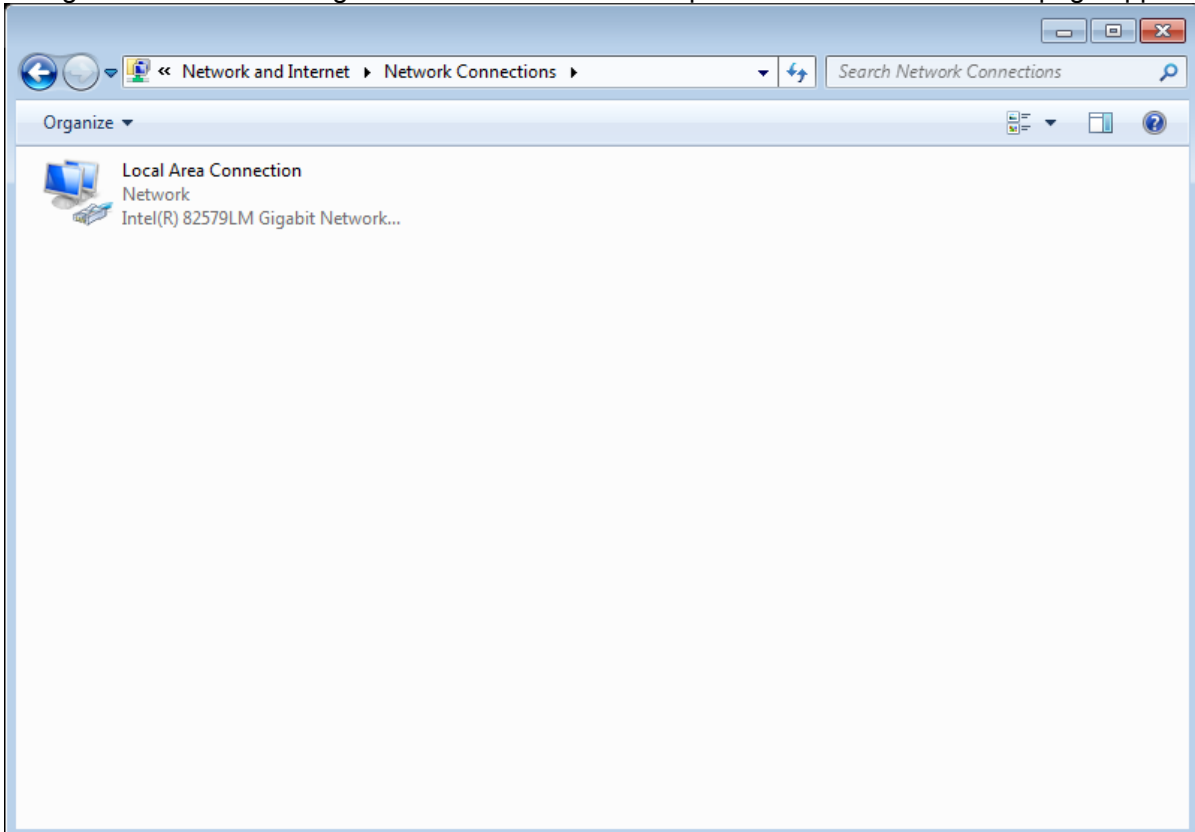 « Network and Internet ▸ Network Connections ▸
Search Network Connections
Organize
Local Area Connection
Network
Intel(R) 82579LM Gigabit Network...